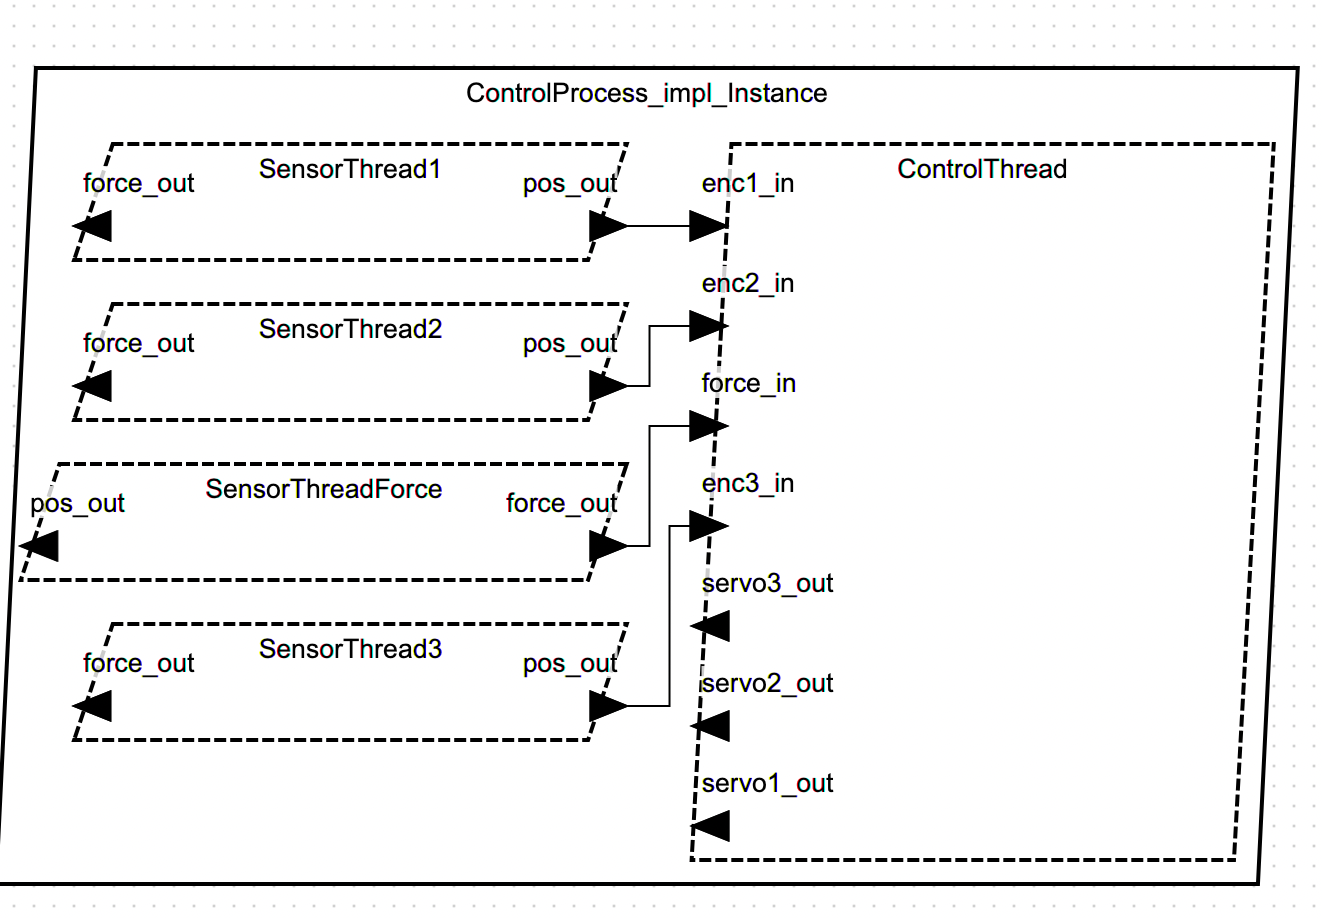 ControlProcess_impl_Instance
SensorThread1
force_out
pos_out
SensorThread2
force_out
pos_out
SensorThreadForce
pos_out
force_out
SensorThread3
force_out
pos_out
ControlThread
enc1_in
enc2_in
force_in
enc3_in
servo3_out
servo2_out
servo1_out